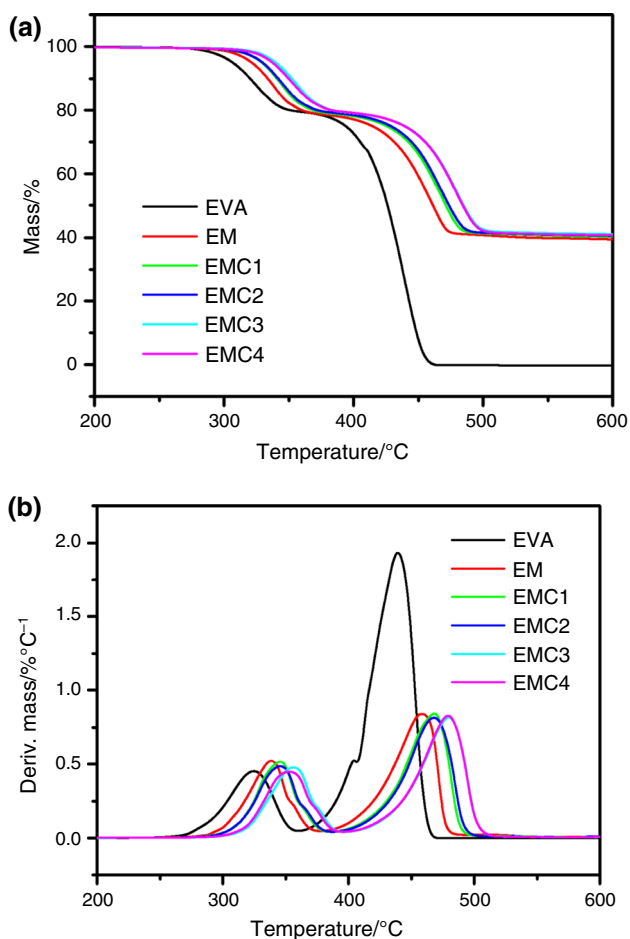 (a)
100
80
60
40
20
0
Mass/%
EVA
EM
EMC1
EMC2
EMC3
EMC4
200
300
400
500
600
Temperature/°C
(b)
2.0
1.5
1.0
0.5
0.0
Deriv. mass/%°C⁻¹
EVA
EM
EMC1
EMC2
EMC3
EMC4
200
300
400
500
600
Temperature/°C